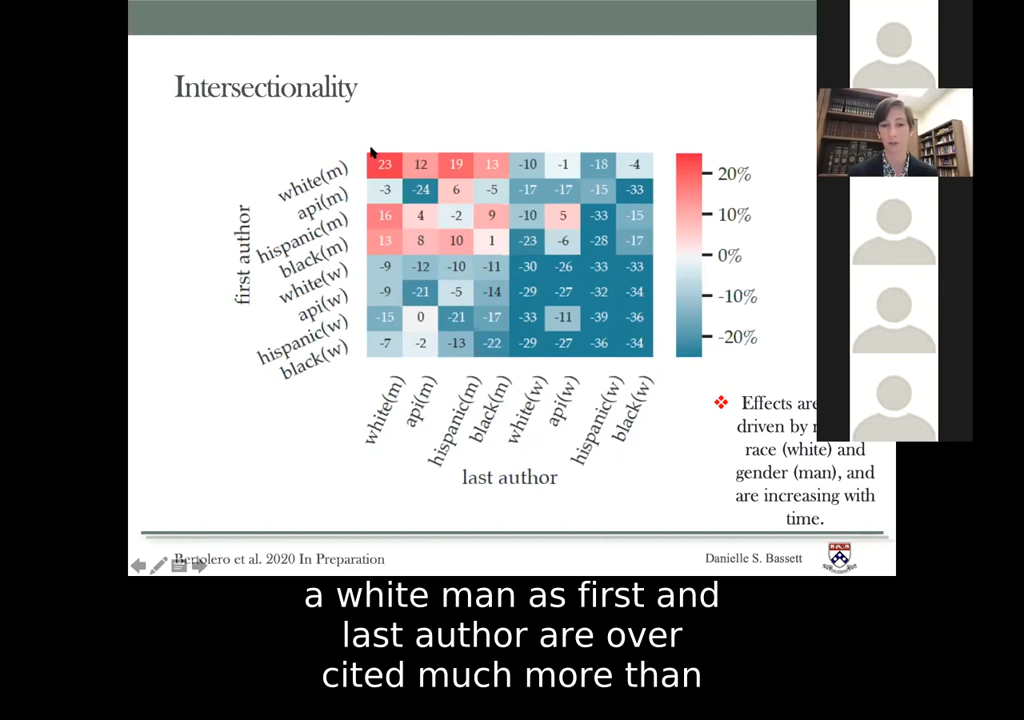 Intersectionality
first author
white(m) 23 12 19 13 -10 -1 -18 -4
api(m) -3 -24 6 -5 -17 -17 -15 -33
hispanic(m) 16 4 -2 9 -10 5 -33 -15
black(m) 13 8 10 1 -23 -6 -28 -17
white(w) -9 -12 -10 -11 -30 -26 -33 -33
api(w) -9 -21 -5 -14 -29 -27 -32 -34
hispanic(w) -15 0 -21 -17 -33 -11 -39 -36
black(w) -7 -2 -13 -22 -29 -27 -36 -34
white(m) api(m) hispanic(m) black(m) white(w) api(w) hispanic(w) black(w)
last author
20%
10%
0%
-10%
-20%
❖ Effects are
driven by
race (white) and
gender (man), and
are increasing with
time.
Bertolero et al. 2020 In Preparation
Danielle S. Bassett
a white man as first and
last author are over
cited much more than